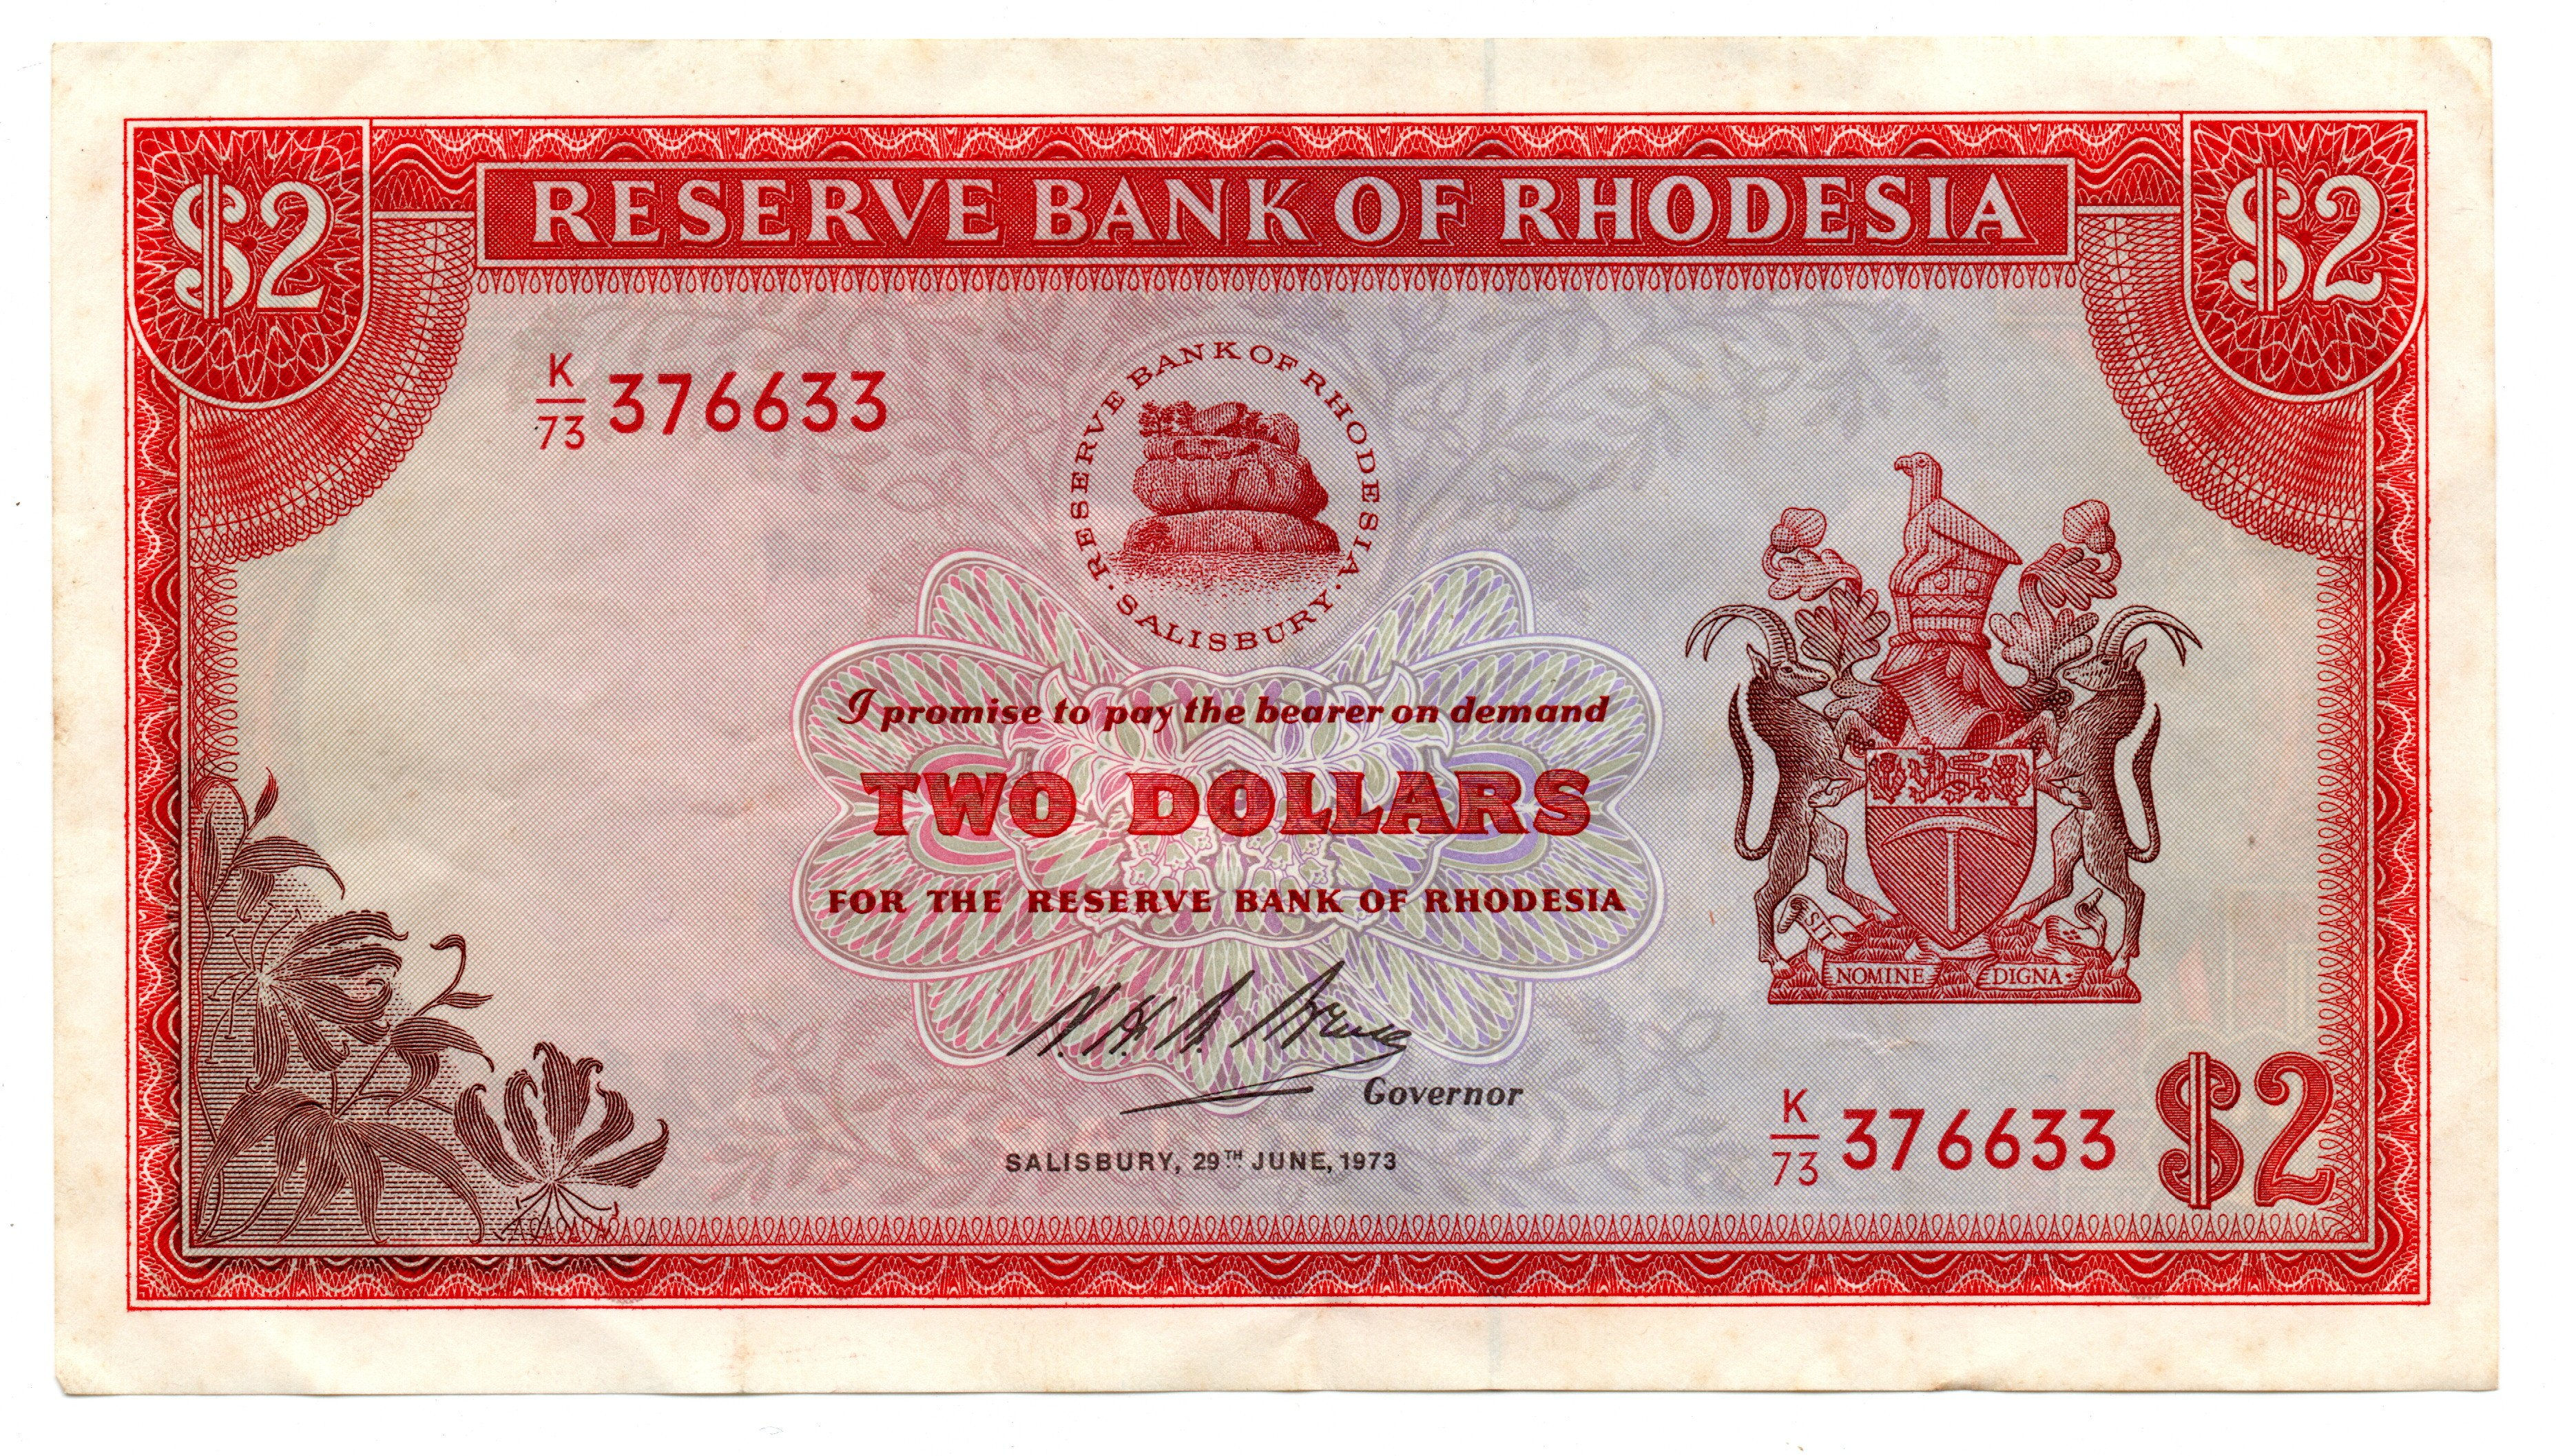 $2
RESERVE BANK OF RHODESIA
$2
K/73 376633
RESERVE BANK OF RHODESIA
· SALISBURY ·
I promise to pay the bearer on demand
TWO DOLLARS
FOR THE RESERVE BANK OF RHODESIA
SIT
NOMINE
DIGNA
Governor
SALISBURY, 29TH JUNE, 1973
K/73 376633
$2